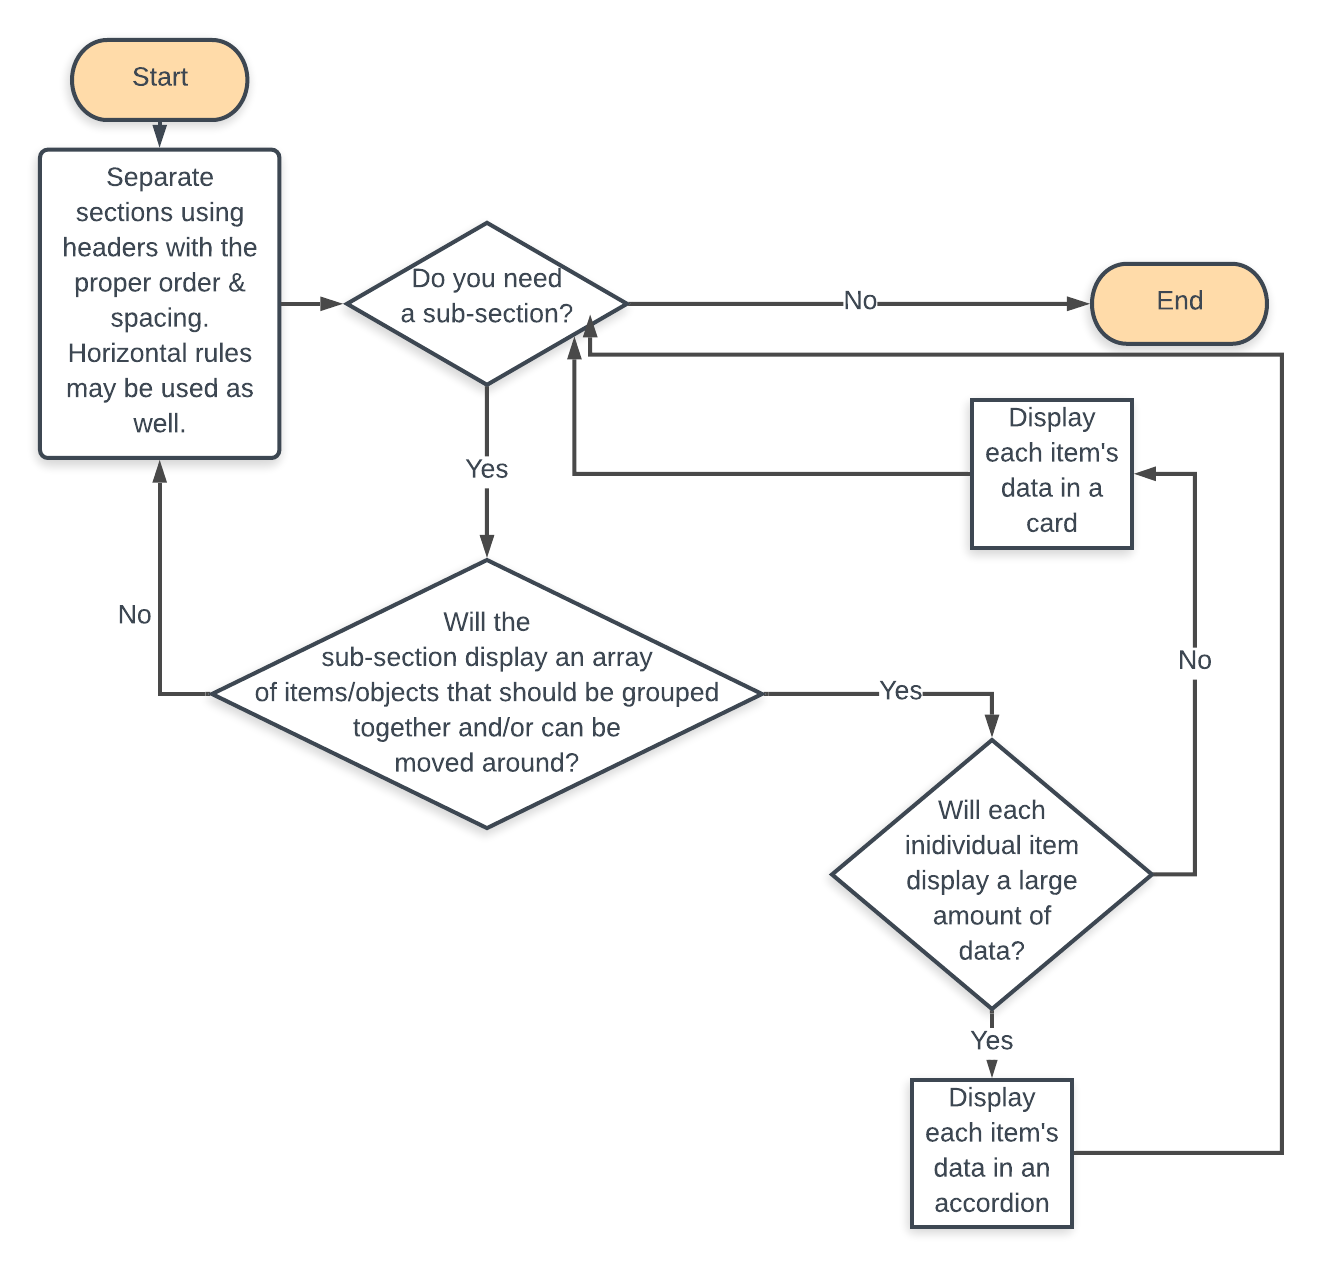 Start
Separate
sections using
headers with the
proper order &
spacing.
Horizontal rules
may be used as
well.
Do you need
a sub-section?
No
End
Yes
Display
each item's
data in a
card
No
Will the
sub-section display an array
of items/objects that should be grouped
together and/or can be
moved around?
Yes
No
Will each
inidividual item
display a large
amount of
data?
Yes
Display
each item's
data in an
accordion